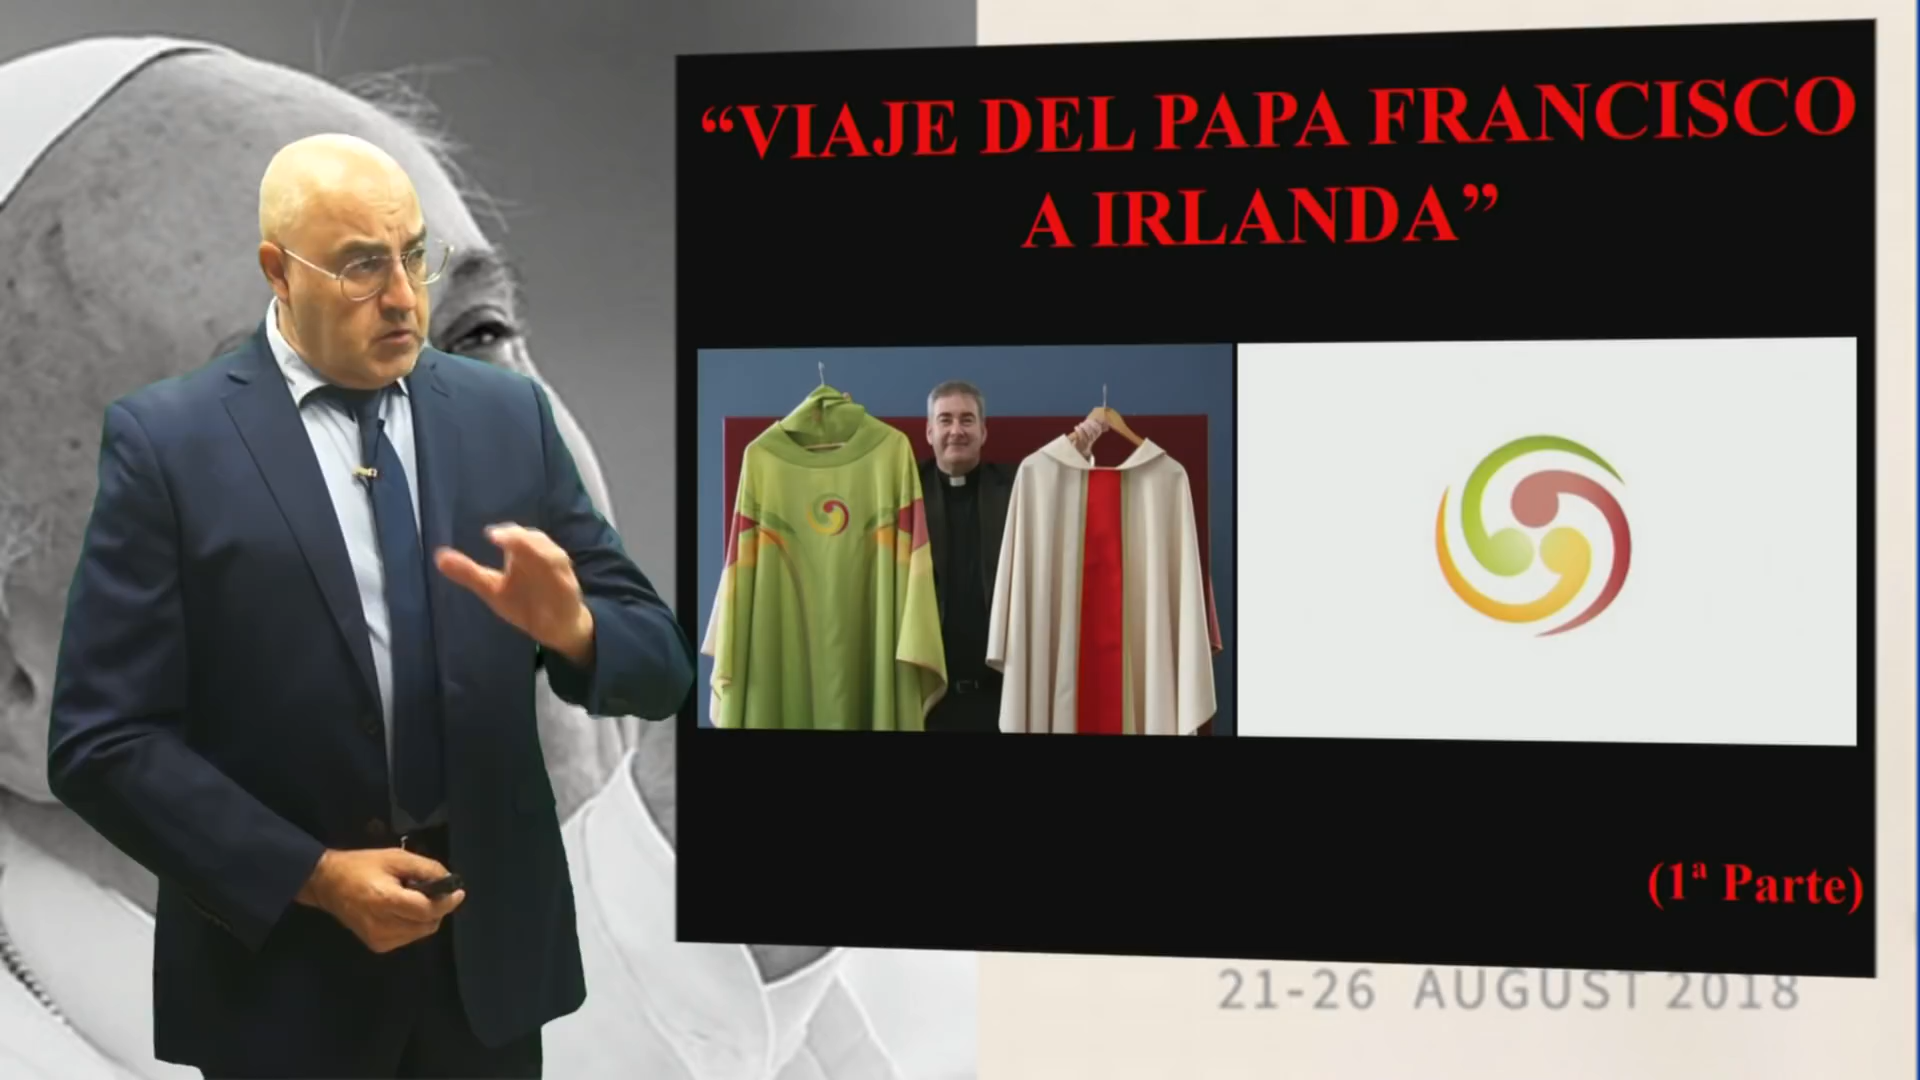 “VIAJE DEL PAPA FRANCISCO
A IRLANDA”
(1ª Parte)
21-26 AUGUST 2018